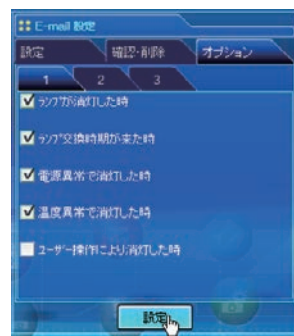 E-mail 設定
設定 確認・削除 オプション
1 2 3
ランプが消灯した時
ランプ交換時期が来た時
電源異常で消灯した時
温度異常で消灯した時
ユーザー操作により消灯した時
設定